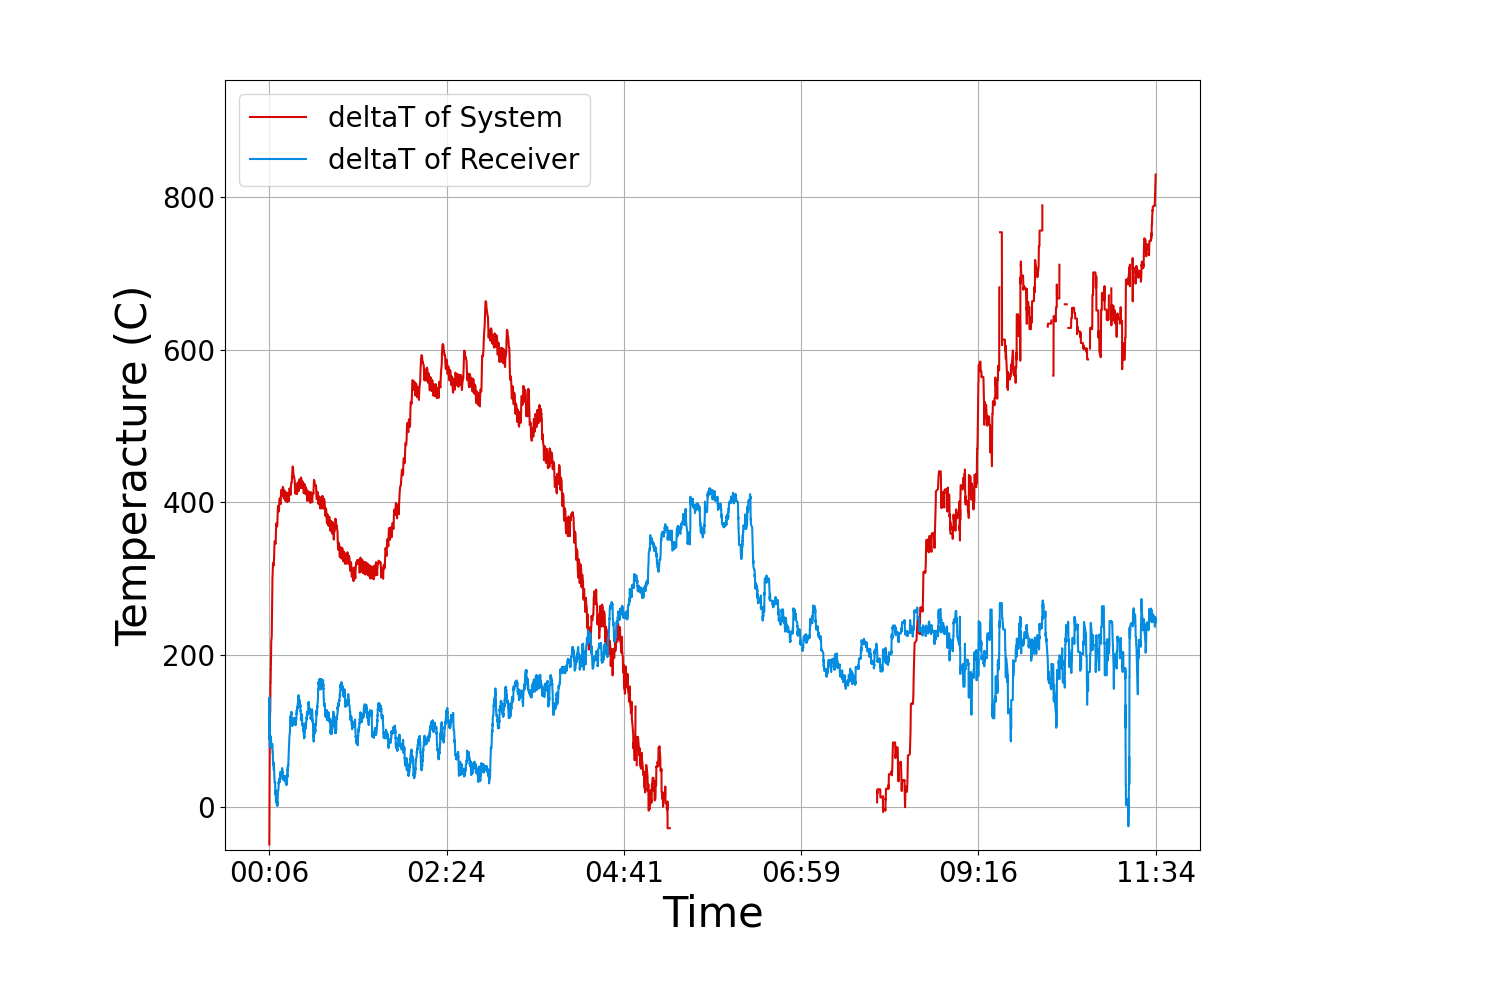 deltaT of System
deltaT of Receiver
Temperacture (C)
800
600
400
200
0
00:06 02:24 04:41 06:59 09:16 11:34
Time